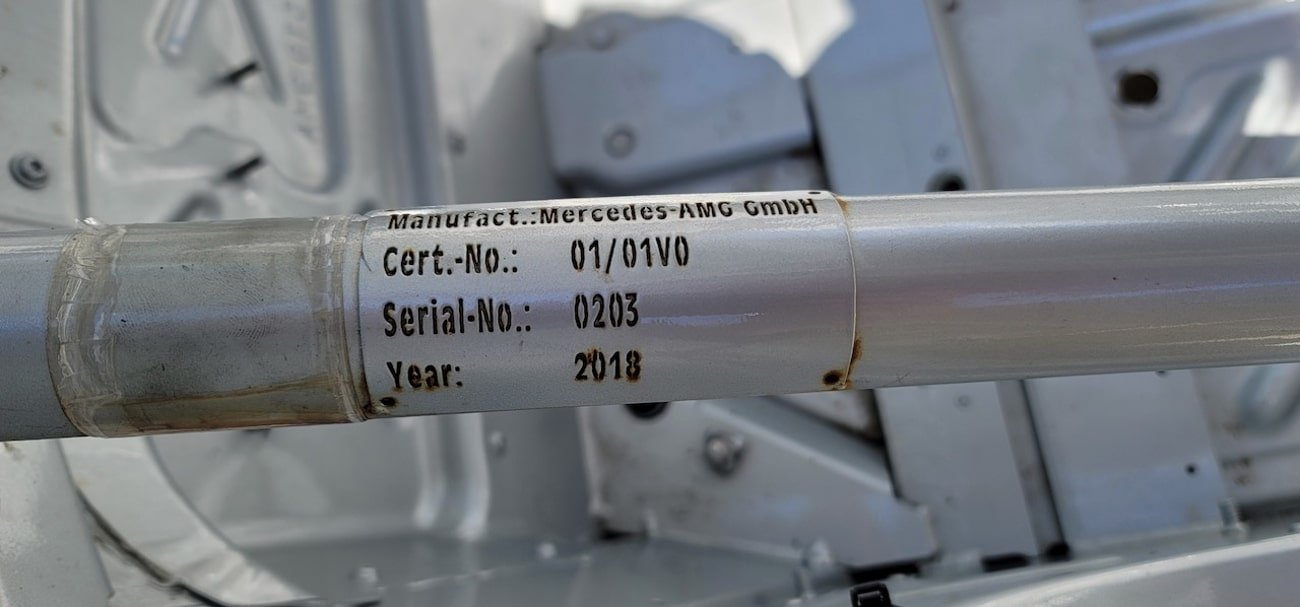 Manufact.:Mercedes-AMG GmbH
Cert.-No.: 01/01V0
Serial-No.: 0203
Year: 2018